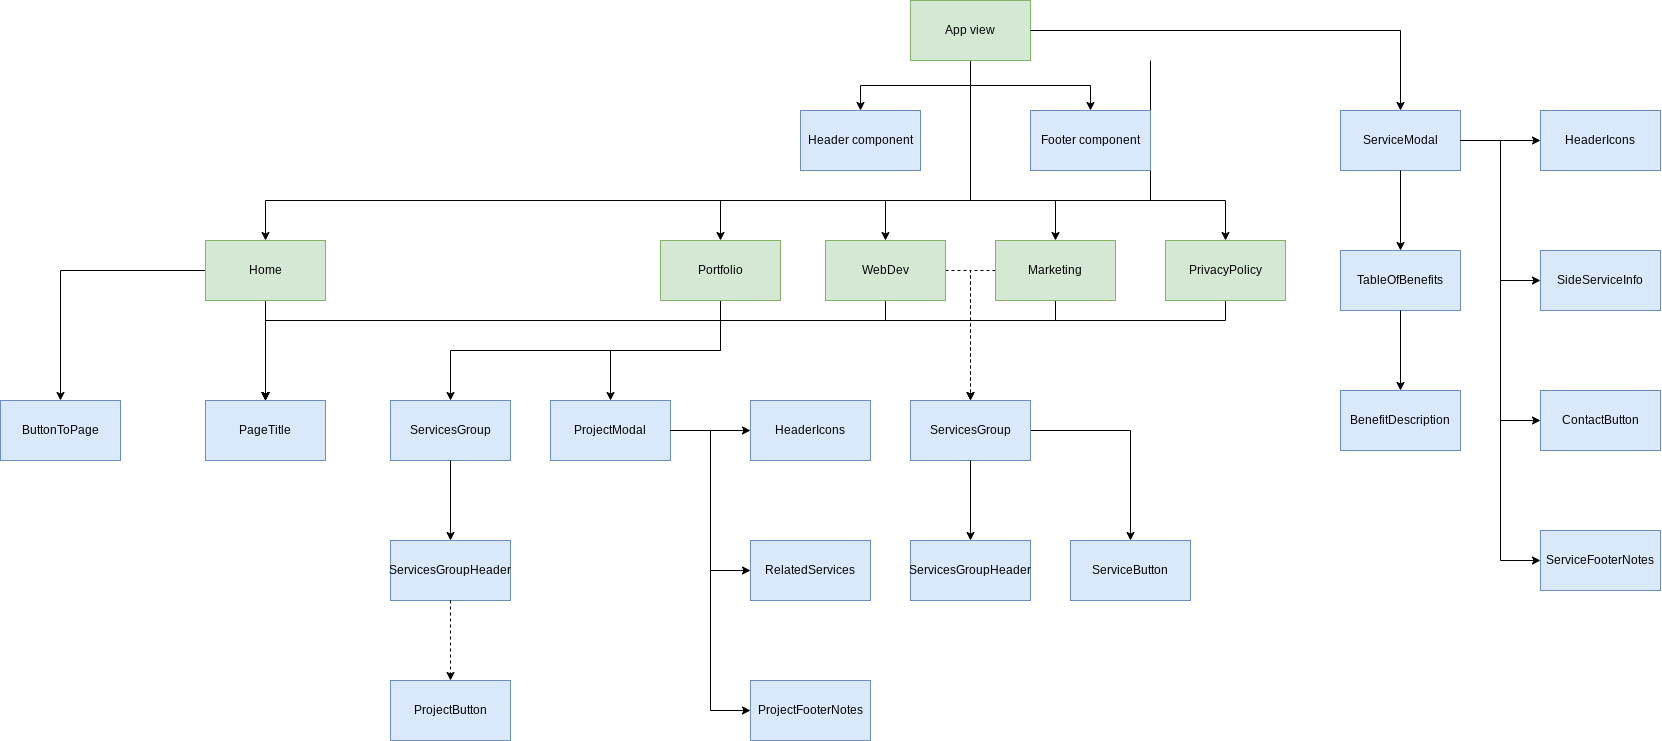 App view
Header component
Footer component
ServiceModal
HeaderIcons
Home
Portfolio
WebDev
Marketing
PrivacyPolicy
TableOfBenefits
SideServiceInfo
ButtonToPage
PageTitle
ServicesGroup
ProjectModal
HeaderIcons
ServicesGroup
BenefitDescription
ContactButton
ServicesGroupHeader
RelatedServices
ServicesGroupHeader
ServiceButton
ServiceFooterNotes
ProjectButton
ProjectFooterNotes